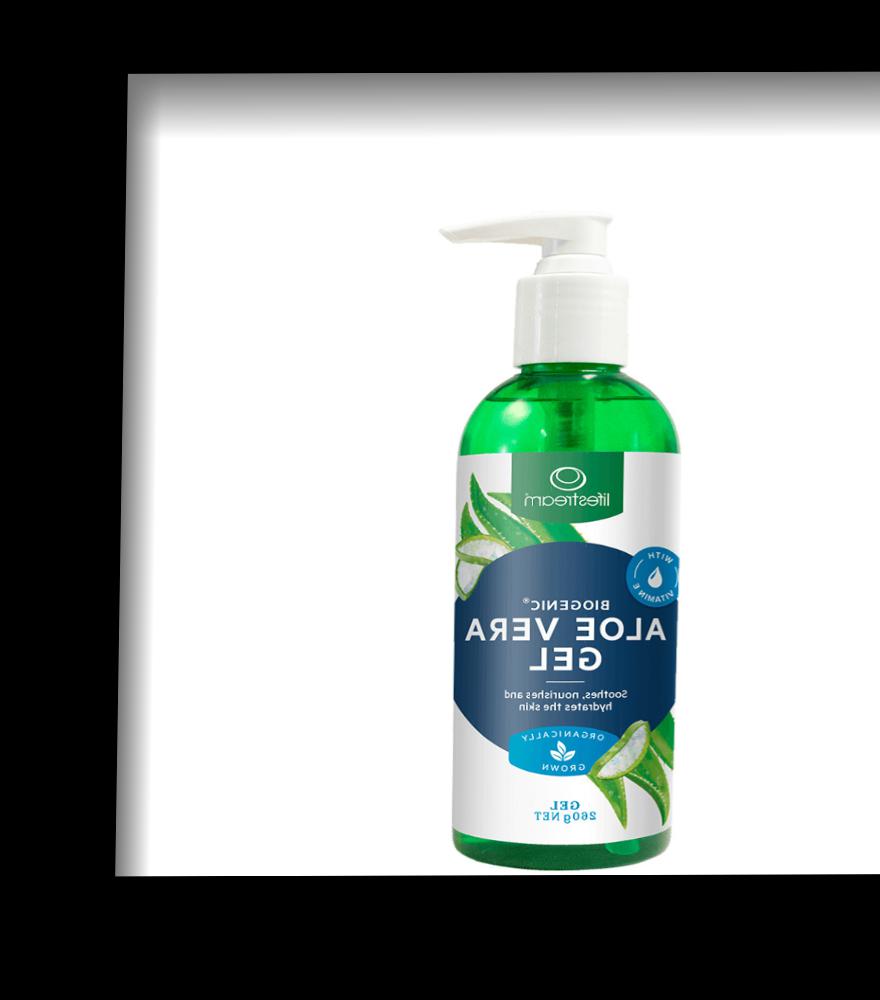 lifestream
WITH
VITAMIN E
BIOGENIC®
ALOE VERA
GEL
Soothes, nourishes and
hydrates the skin
ORGANICALLY
GROWN
GEL
260g NET